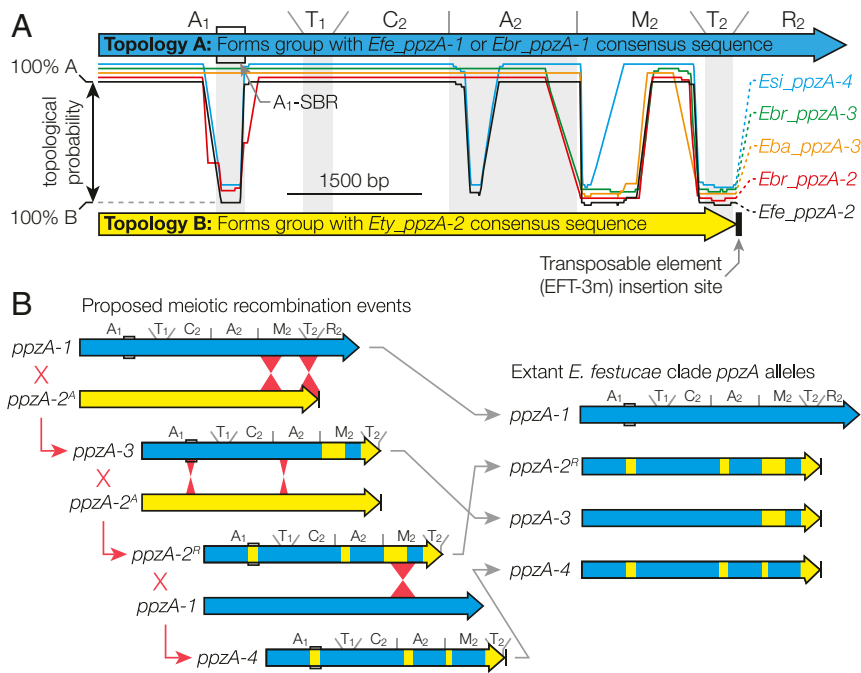 A
A₁ T₁ C₂ A₂ M₂ T₂ R₂
Topology A: Forms group with Efe_ppzA-1 or Ebr_ppzA-1 consensus sequence
100% A
A₁-SBR
topological
probability
1500 bp
Esi_ppzA-4
Ebr_ppzA-3
Eba_ppzA-3
Ebr_ppzA-2
Efe_ppzA-2
100% B
Topology B: Forms group with Ety_ppzA-2 consensus sequence
Transposable element
(EFT-3m) insertion site
B
Proposed meiotic recombination events
A₁ T₁ C₂ A₂ M₂ T₂ R₂
ppzA-1
X
ppzA-2ᴬ
A₁ T₁ C₂ A₂ M₂ T₂
ppzA-3
X
ppzA-2ᴬ
A₁ T₁ C₂ A₂ M₂ T₂
ppzA-2ᴿ
X
ppzA-1
A₁ T₁ C₂ A₂ M₂ T₂
ppzA-4
Extant E. festucae clade ppzA alleles
A₁ T₁ C₂ A₂ M₂ T₂ R₂
ppzA-1
ppzA-2ᴿ
ppzA-3
ppzA-4